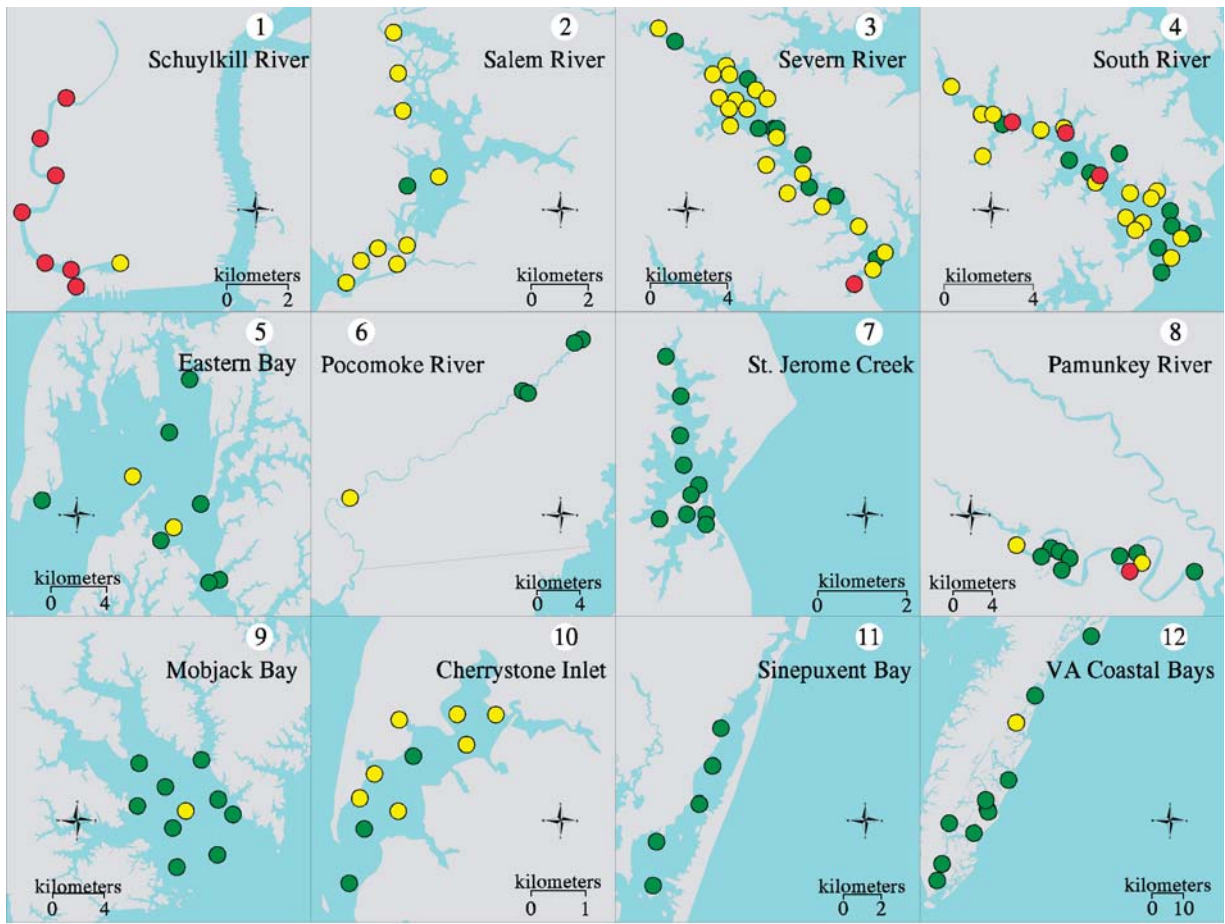 1
Schuylkill River
kilometers
0 2
2
Salem River
kilometers
0 2
3
Severn River
kilometers
0 4
4
South River
kilometers
0 4
5
Eastern Bay
kilometers
0 4
6
Pocomoke River
kilometers
0 4
7
St. Jerome Creek
kilometers
0 2
8
Pamunkey River
kilometers
0 4
9
Mobjack Bay
kilometers
0 4
10
Cherrystone Inlet
kilometers
0 1
11
Sinepuxent Bay
kilometers
0 2
12
VA Coastal Bays
kilometers
0 10